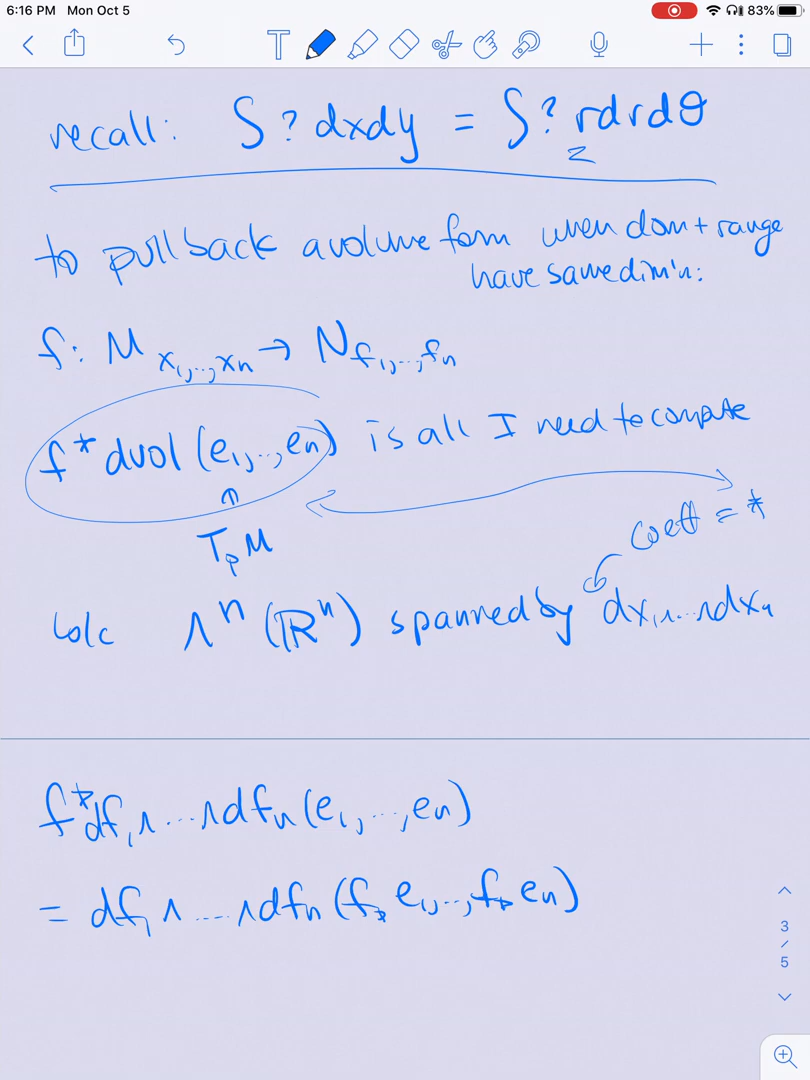 6:16 PM Mon Oct 5
83%
recall: ∫ ? dxdy = ∫ ? rdrdθ
to pull back a volume form when dom + range
have same dim'n:
f: M x₁,...,xₙ → N f₁,...,fₙ
f* dvol (e₁,...,eₙ) is all I need to compute
TₚM
coeff = *
b/c Λⁿ (ℝⁿ) spanned by dx₁∧...∧dxₙ
f* df₁∧...∧dfₙ (e₁,...,eₙ)
= df₁∧...∧dfₙ (f⁎e₁,...,f⁎eₙ)
3
/
5